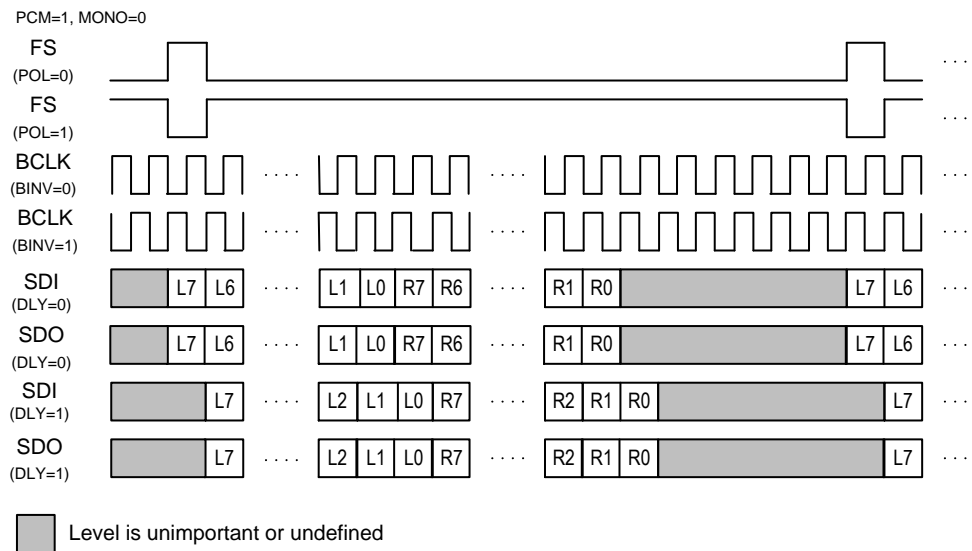 PCM=1, MONO=0
FS
(POL=0)
. . .
FS
(POL=1)
. . .
BCLK
(BINV=0)
. . . . . . . . . . .
BCLK
(BINV=1)
. . . . . . . . . . .
SDI
(DLY=0)
L7 L6 . . . . L1 L0 R7 R6 . . . . R1 R0 L7 L6 . . .
SDO
(DLY=0)
L7 L6 . . . . L1 L0 R7 R6 . . . . R1 R0 L7 L6 . . .
SDI
(DLY=1)
L7 . . . . L2 L1 L0 R7 . . . . R2 R1 R0 L7 . . .
SDO
(DLY=1)
L7 . . . . L2 L1 L0 R7 . . . . R2 R1 R0 L7 . . .
Level is unimportant or undefined